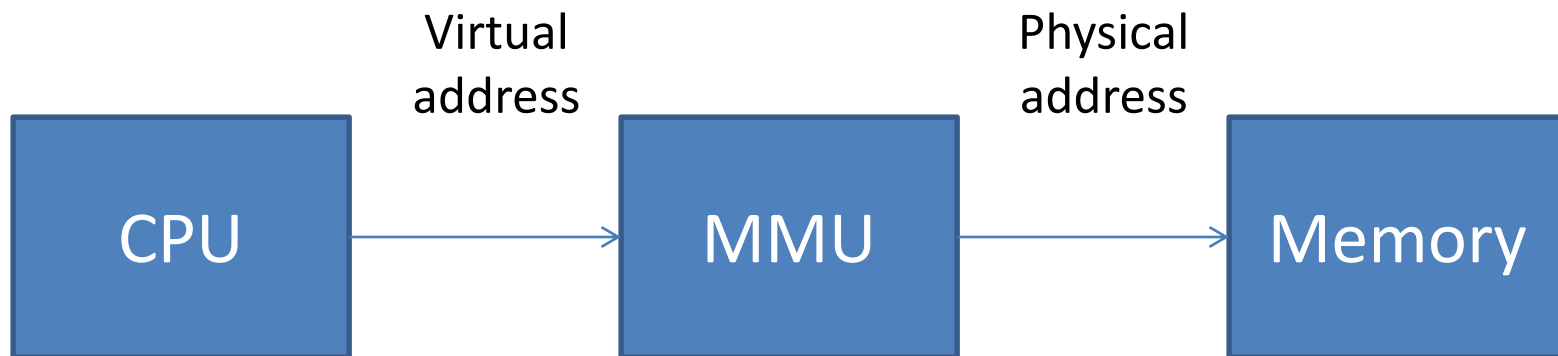 Virtual
address
Physical
address
CPU
MMU
Memory